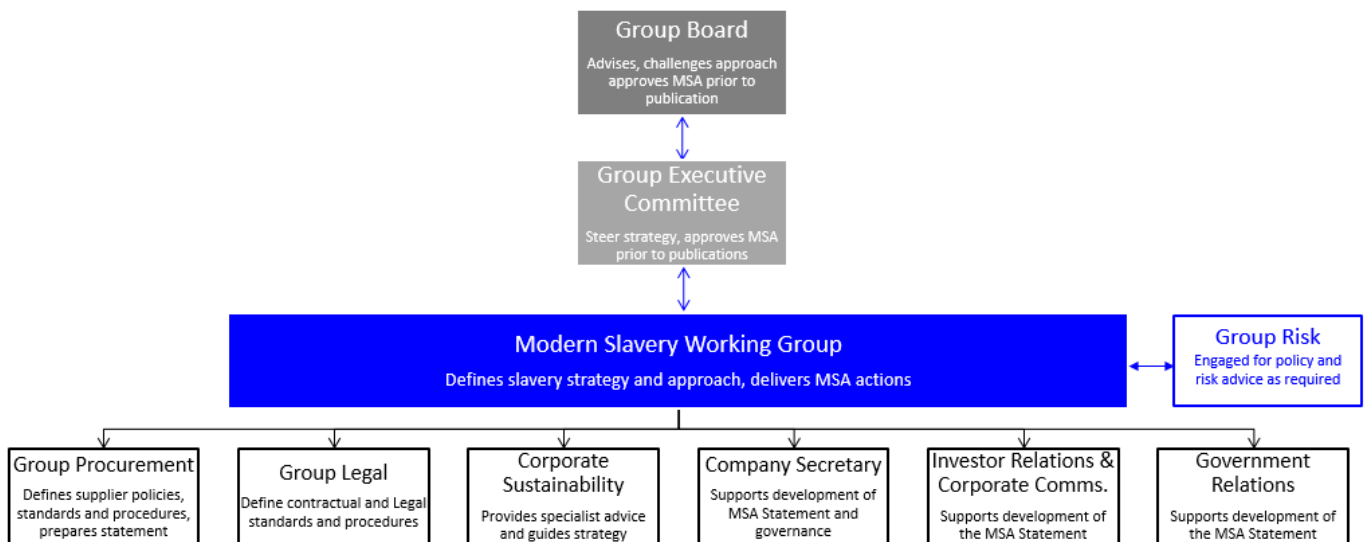 Group Board
Advises, challenges approach
approves MSA prior to
publication
Group Executive
Committee
Steer strategy, approves MSA
prior to publications
Modern Slavery Working Group
Defines slavery strategy and approach, delivers MSA actions
Group Risk
Engaged for policy and
risk advice as required
Group Procurement
Defines supplier policies,
standards and procedures,
prepares statement
Group Legal
Define contractual and Legal
standards and procedures
Corporate
Sustainability
Provides specialist advice
and guides strategy
Company Secretary
Supports development of
MSA Statement and
governance
Investor Relations &
Corporate Comms.
Supports development of
the MSA Statement
Government
Relations
Supports development of
the MSA Statement